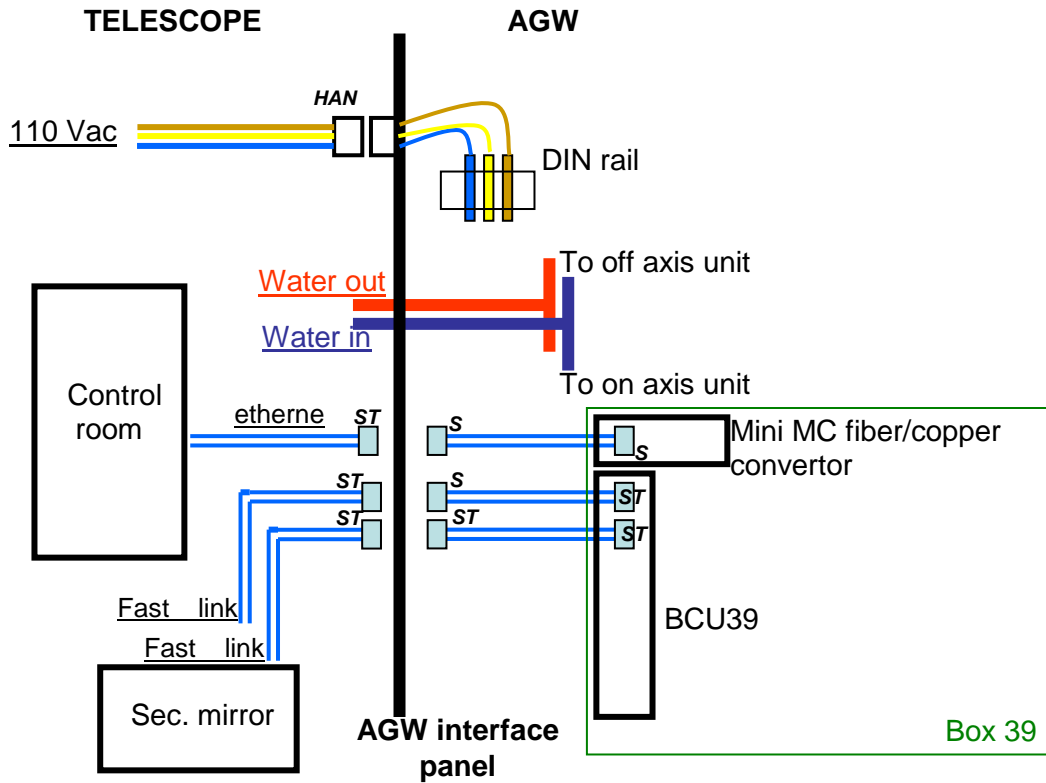 TELESCOPE
AGW
HAN
110 Vac
DIN rail
To off axis unit
Water out
Water in
To on axis unit
Control
room
etherne
ST
S
S
Mini MC fiber/copper
convertor
ST
S
ST
ST
ST
ST
Fast link
Fast link
BCU39
Sec. mirror
AGW interface
panel
Box 39